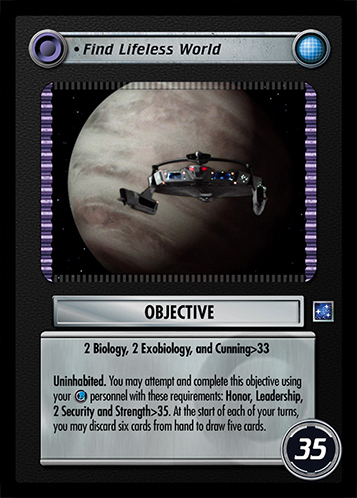 • Find Lifeless World
OBJECTIVE
2 Biology, 2 Exobiology, and Cunning>33
Uninhabited. You may attempt and complete this objective using
your personnel with these requirements: Honor, Leadership,
2 Security and Strength>35. At the start of each of your turns,
you may discard six cards from hand to draw five cards.
35